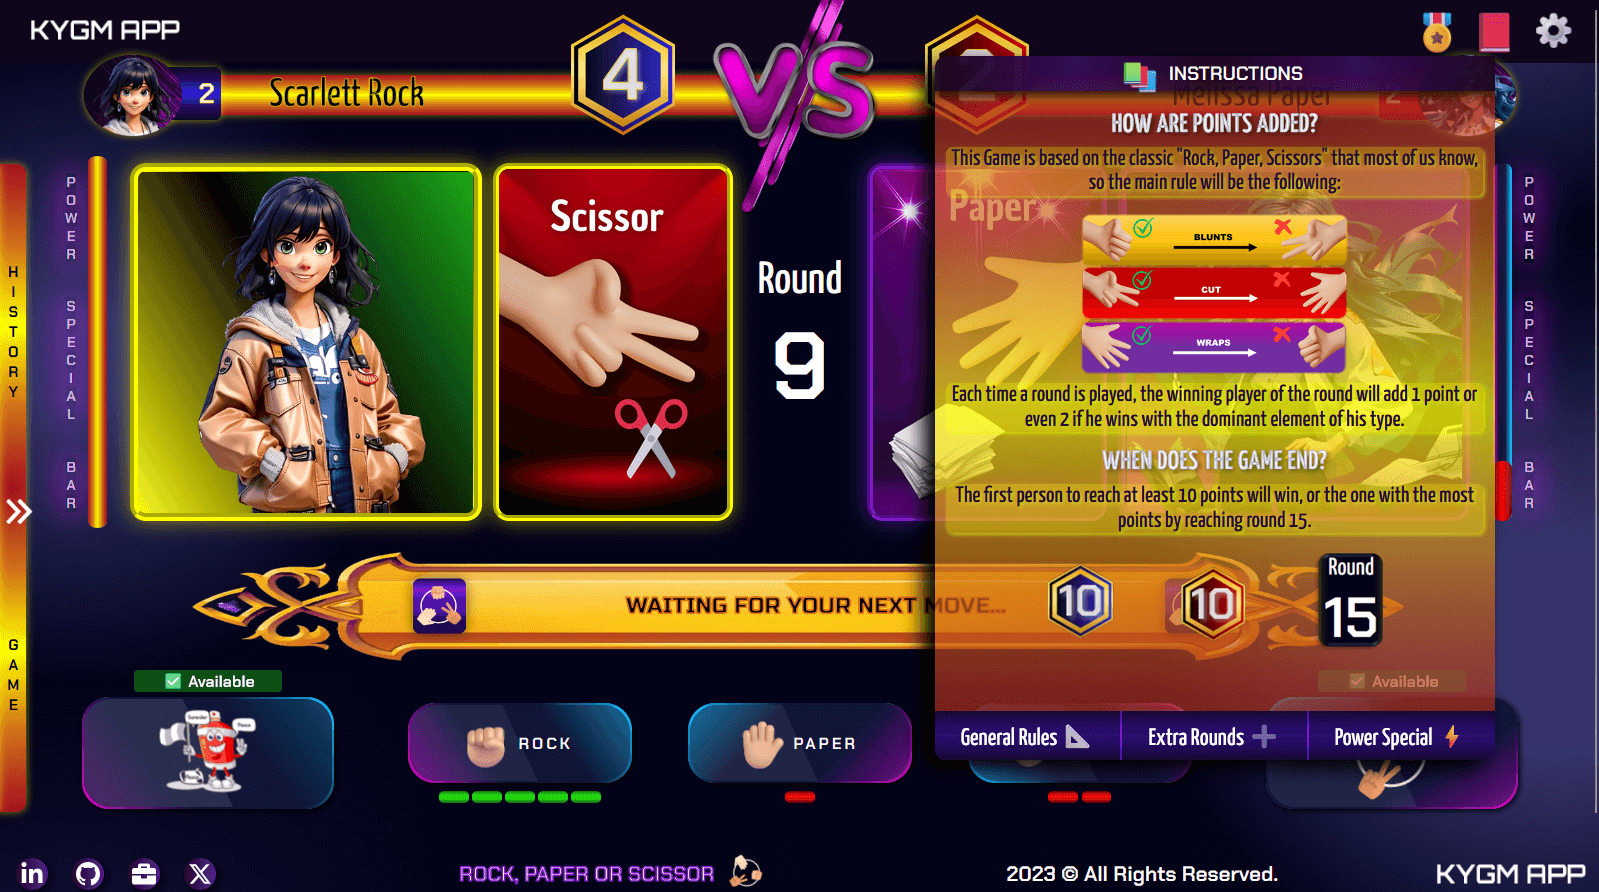 KYGM APP
2
Scarlett Rock
4
VS
2
Melissa Paper
2
INSTRUCTIONS
HOW ARE POINTS ADDED?
This Game is based on the classic "Rock, Paper, Scissors" that most of us know,
so the main rule will be the following:
BLUNTS
CUT
WRAPS
Each time a round is played, the winning player of the round will add 1 point or
even 2 if he wins with the dominant element of his type.
WHEN DOES THE GAME END?
The first person to reach at least 10 points will win, or the one with the most
points by reaching round 15.
10
10
Round
15
General Rules
Extra Rounds
Power Special
HISTORY GAME
POWER SPECIAL BAR
Scissor
Round
9
Paper
POWER SPECIAL BAR
WAITING FOR YOUR NEXT MOVE...
Available
Available
ROCK
PAPER
in
X
ROCK, PAPER OR SCISSOR
2023 © All Rights Reserved.
KYGM APP